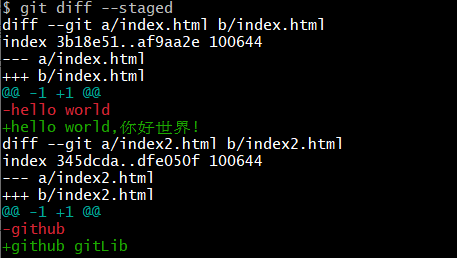 $ git diff --staged
diff --git a/index.html b/index.html
index 3b18e51..af9aa2e 100644
--- a/index.html
+++ b/index.html
@@ -1 +1 @@
-hello world
+hello world,你好世界!
diff --git a/index2.html b/index2.html
index 345dcda..dfe050f 100644
--- a/index2.html
+++ b/index2.html
@@ -1 +1 @@
-github
+github gitLib